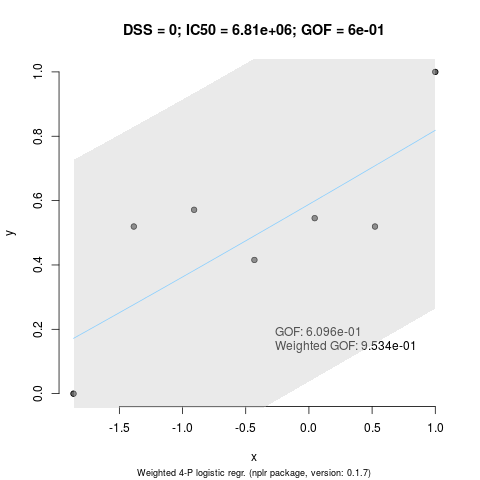 DSS = 0; IC50 = 6.81e+06; GOF = 6e-01
1.0
0.8
0.6
0.4
0.2
0.0
y
GOF: 6.096e-01
Weighted GOF: 9.534e-01
-1.5 -1.0 -0.5 0.0 0.5 1.0
x
Weighted 4-P logistic regr. (nplr package, version: 0.1.7)